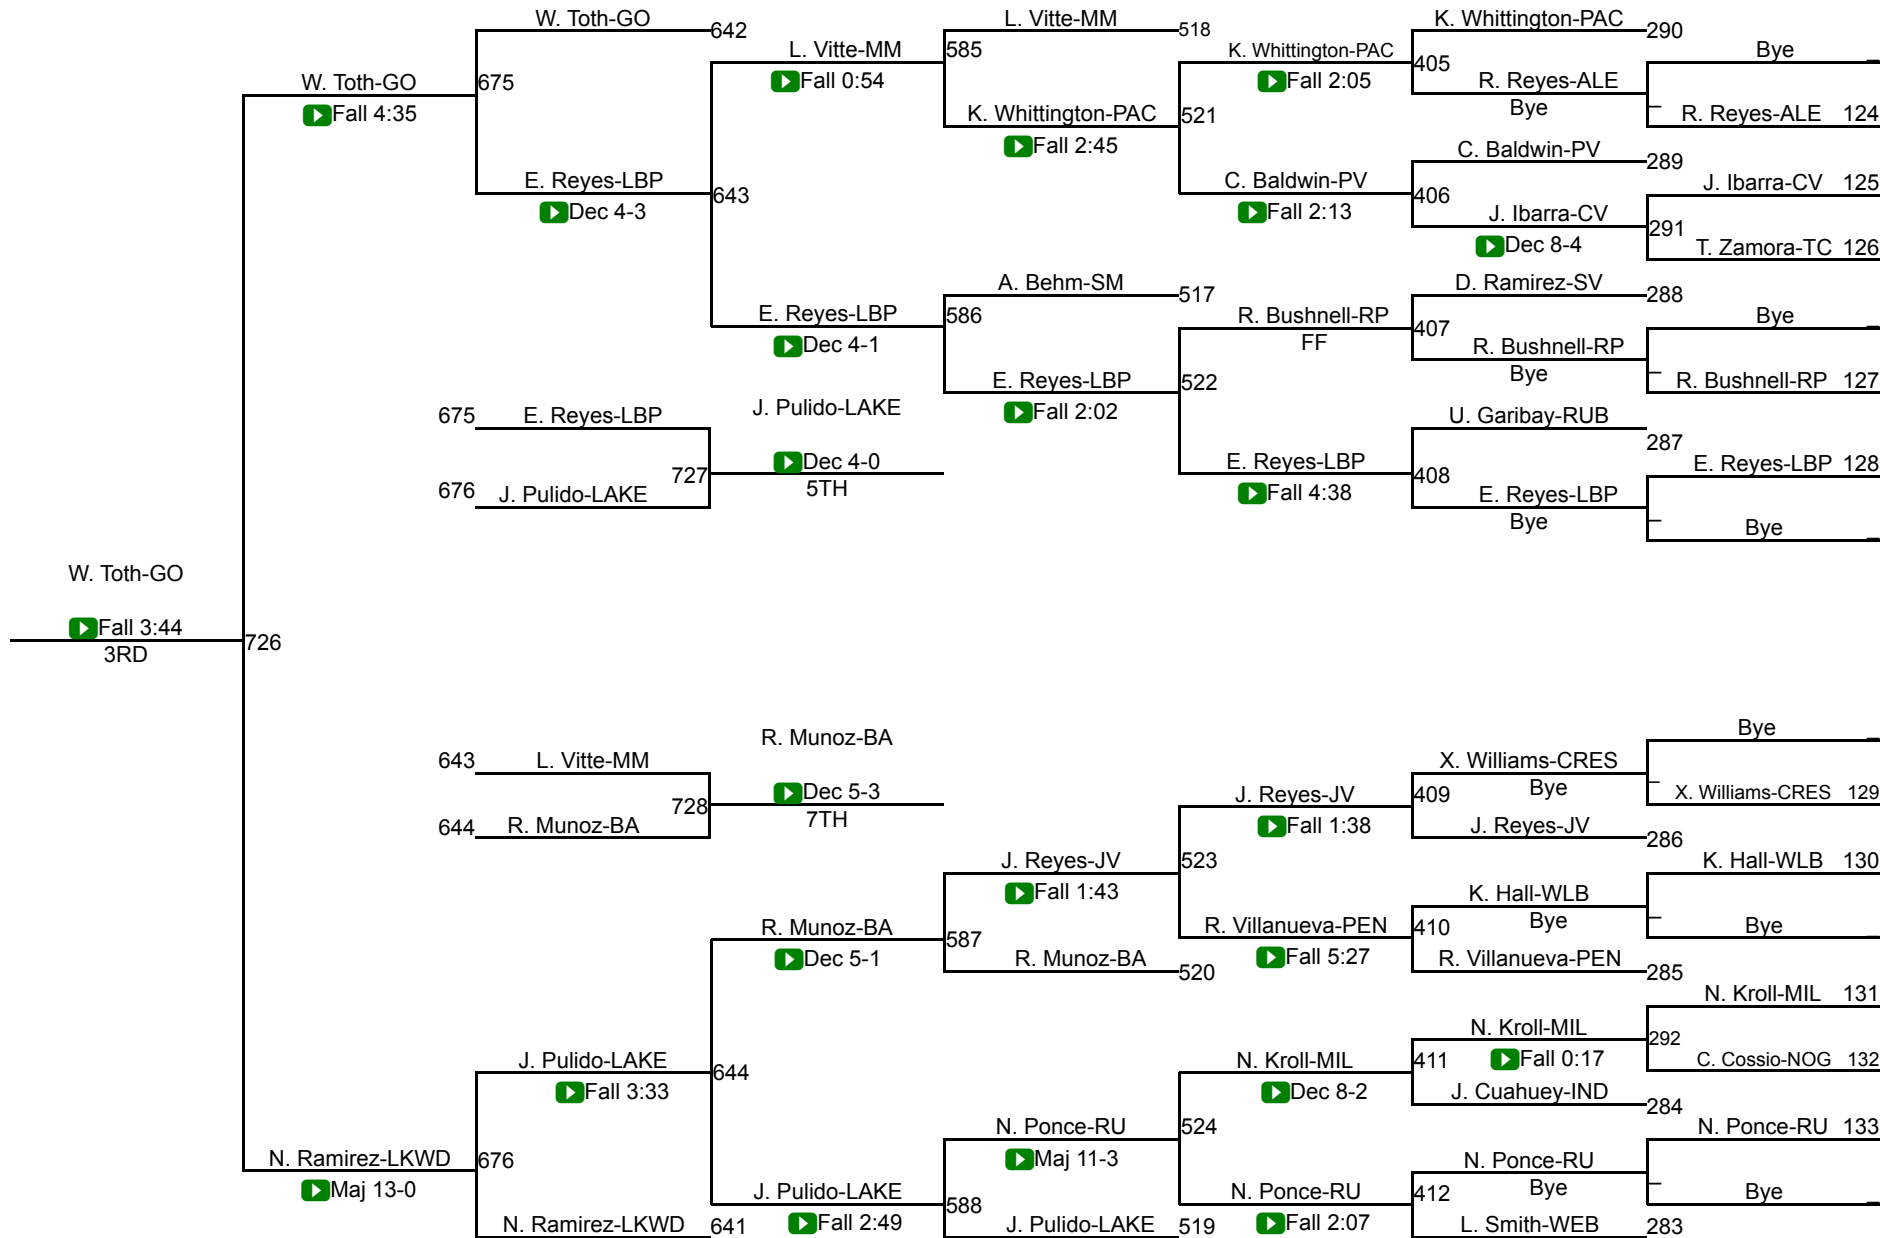 W. Toth-GO
642
L. Vitte-MM
Fall 0:54
585
L. Vitte-MM
518
K. Whittington-PAC
Fall 2:05
405
K. Whittington-PAC
290
Bye
R. Reyes-ALE
Bye
R. Reyes-ALE 124
W. Toth-GO
Fall 4:35
675
K. Whittington-PAC
Fall 2:45
521
C. Baldwin-PV
289
J. Ibarra-CV 125
E. Reyes-LBP
Dec 4-3
643
C. Baldwin-PV
Fall 2:13
406
J. Ibarra-CV
Dec 8-4
291
T. Zamora-TC 126
E. Reyes-LBP
Dec 4-1
586
A. Behm-SM
517
R. Bushnell-RP
FF
407
D. Ramirez-SV
288
Bye
R. Bushnell-RP
Bye
R. Bushnell-RP 127
E. Reyes-LBP
Fall 2:02
522
675
E. Reyes-LBP
J. Pulido-LAKE
676
J. Pulido-LAKE
727
Dec 4-0
5TH
U. Garibay-RUB
287
E. Reyes-LBP
Fall 4:38
408
E. Reyes-LBP 128
E. Reyes-LBP
Bye
Bye
W. Toth-GO
Fall 3:44
3RD
726
643
L. Vitte-MM
R. Munoz-BA
644
R. Munoz-BA
728
Dec 5-3
7TH
Bye
X. Williams-CRES
Bye
X. Williams-CRES 129
J. Reyes-JV
Fall 1:38
409
J. Reyes-JV
286
J. Reyes-JV
Fall 1:43
523
K. Hall-WLB 130
K. Hall-WLB
Bye
Bye
R. Munoz-BA
Dec 5-1
587
R. Munoz-BA
520
R. Villanueva-PEN
Fall 5:27
410
R. Villanueva-PEN
285
N. Kroll-MIL 131
N. Kroll-MIL
Fall 0:17
292
C. Cossio-NOG 132
J. Pulido-LAKE
Fall 3:33
644
N. Kroll-MIL
Dec 8-2
411
J. Cuahuey-IND
284
N. Ponce-RU
Maj 11-3
524
N. Ponce-RU 133
N. Ramirez-LKWD
Maj 13-0
676
J. Pulido-LAKE
Fall 2:49
588
N. Ponce-RU
Fall 2:07
412
N. Ponce-RU
Bye
Bye
N. Ramirez-LKWD
641
J. Pulido-LAKE
519
L. Smith-WEB
283